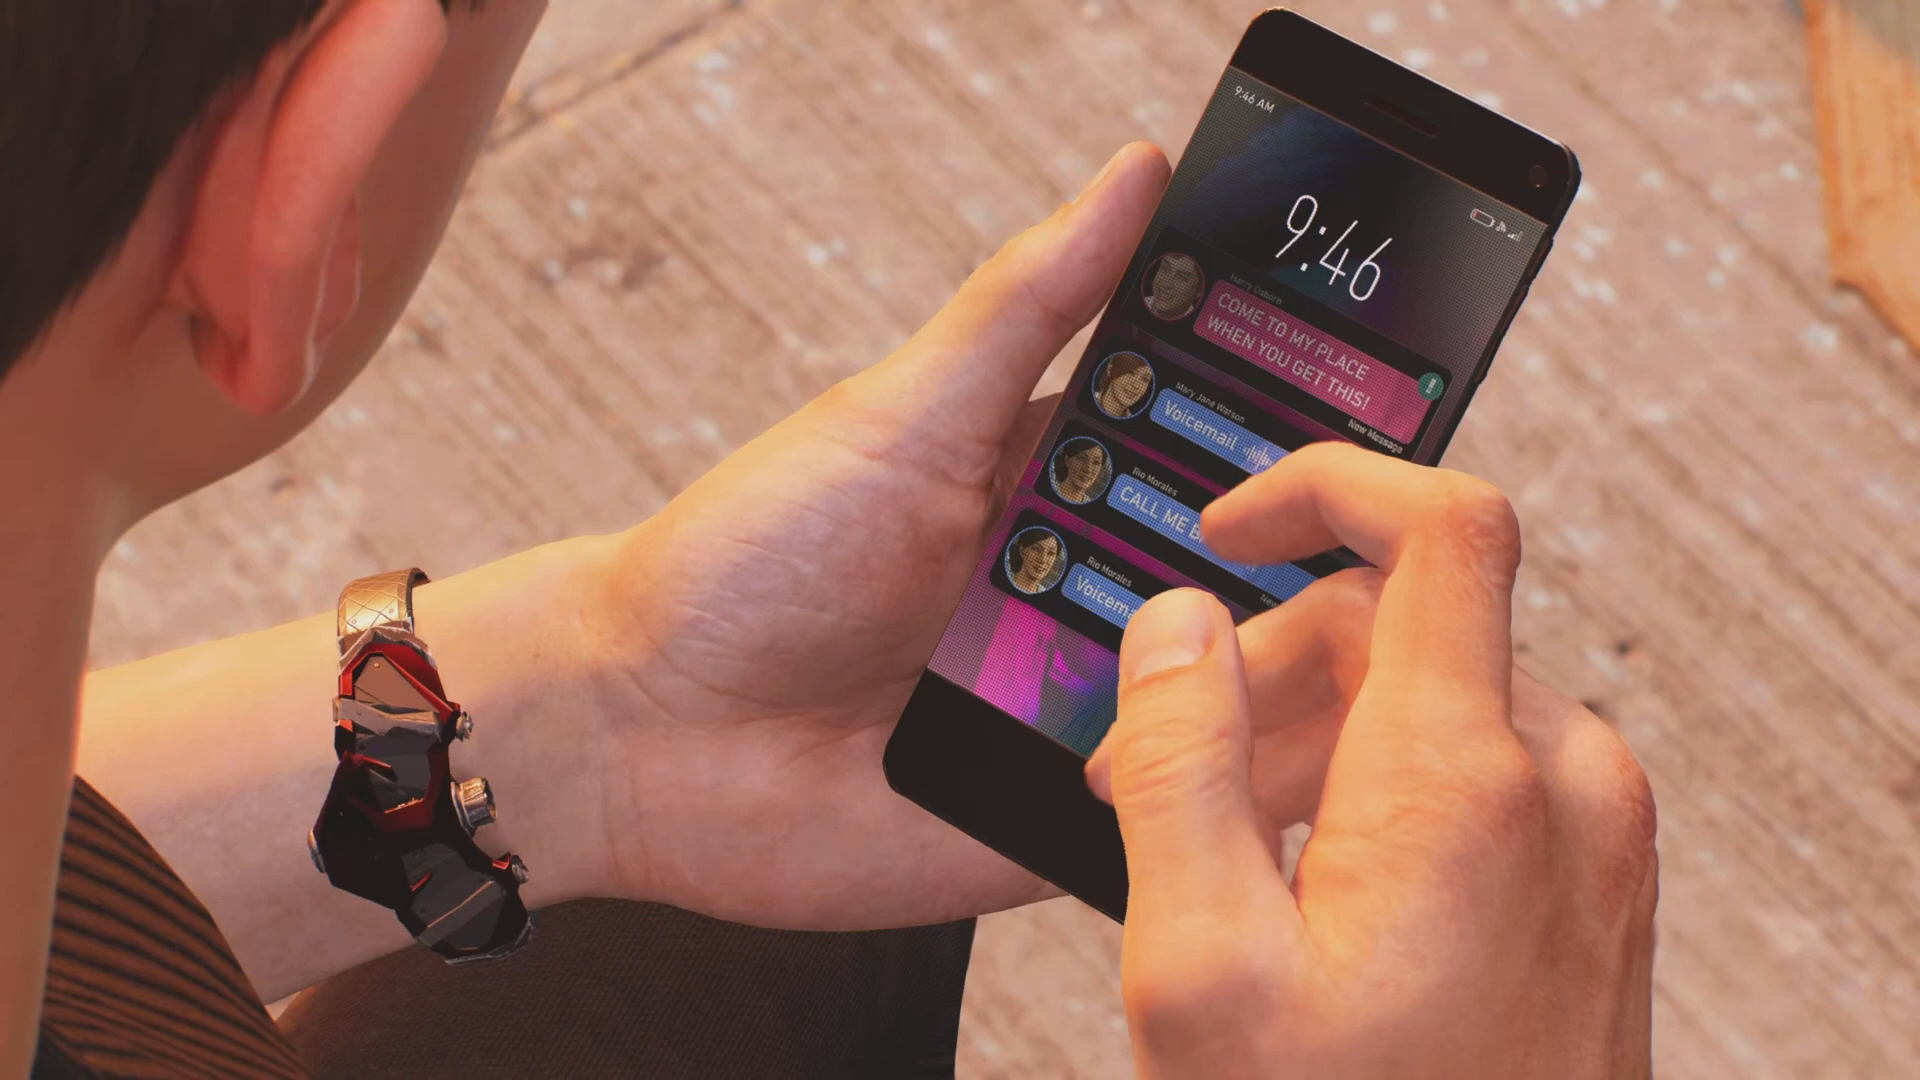 9:46 AM
9:46
Harry Osborn
COME TO MY PLACE
WHEN YOU GET THIS!
New Message
Mary Jane Watson
Voicemail
Rio Morales
CALL ME
Rio Morales